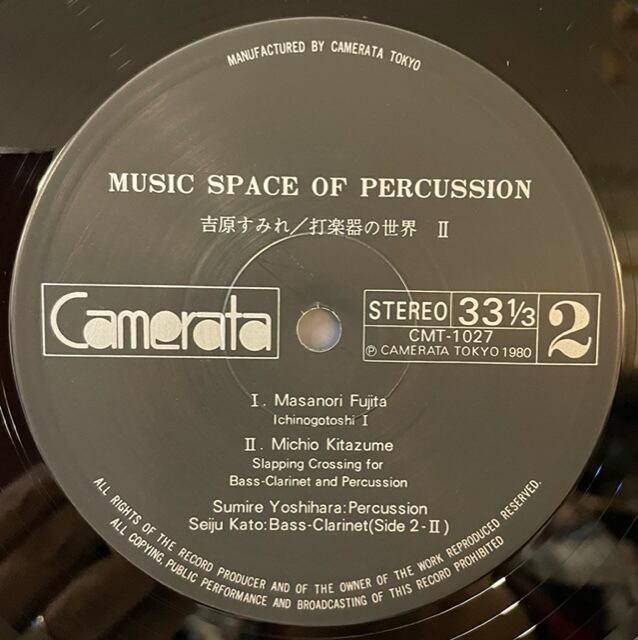 MANUFACTURED BY CAMERATA TOKYO
MUSIC SPACE OF PERCUSSION
吉原すみれ/打楽器の世界 Ⅱ
Camerata
STEREO 33 1/3 2
CMT-1027
Ⓟ CAMERATA TOKYO 1980
Ⅰ. Masanori Fujita
Ichinogotoshi Ⅰ
Ⅱ. Michio Kitazume
Slapping Crossing for
Bass-Clarinet and Percussion
Sumire Yoshihara: Percussion
Seiju Kato: Bass-Clarinet (Side 2-Ⅱ)
ALL RIGHTS OF THE RECORD PRODUCER AND OF THE OWNER OF THE WORK REPRODUCED RESERVED.
ALL COPYING, PUBLIC PERFORMANCE AND BROADCASTING OF THIS RECORD PROHIBITED